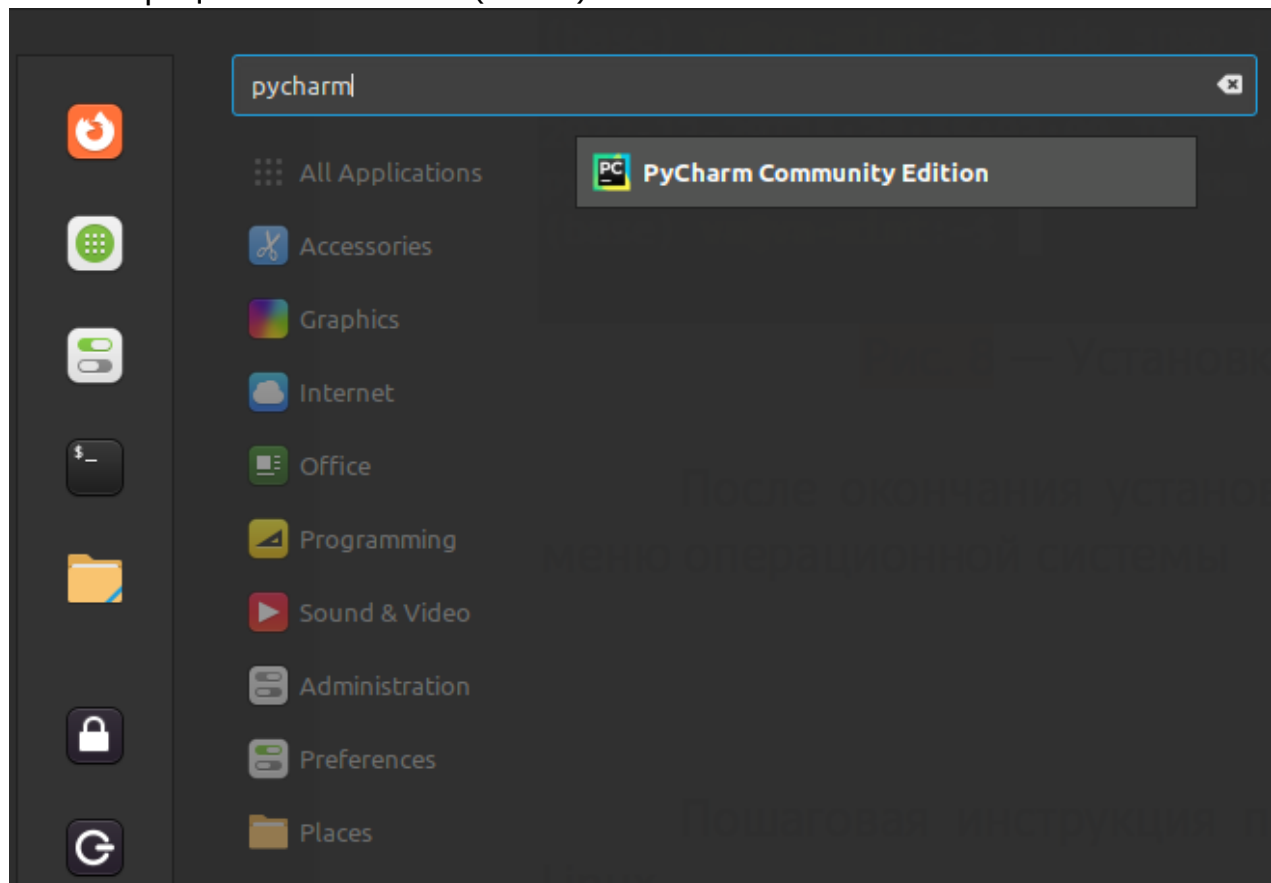 pycharm
All Applications
PC PyCharm Community Edition
Accessories
Graphics
— Установк
Internet
Office
После окончания установ
Programming
меню операционной системы
Sound & Video
Administration
Preferences
Пошаговая инструкция п
Places
$_